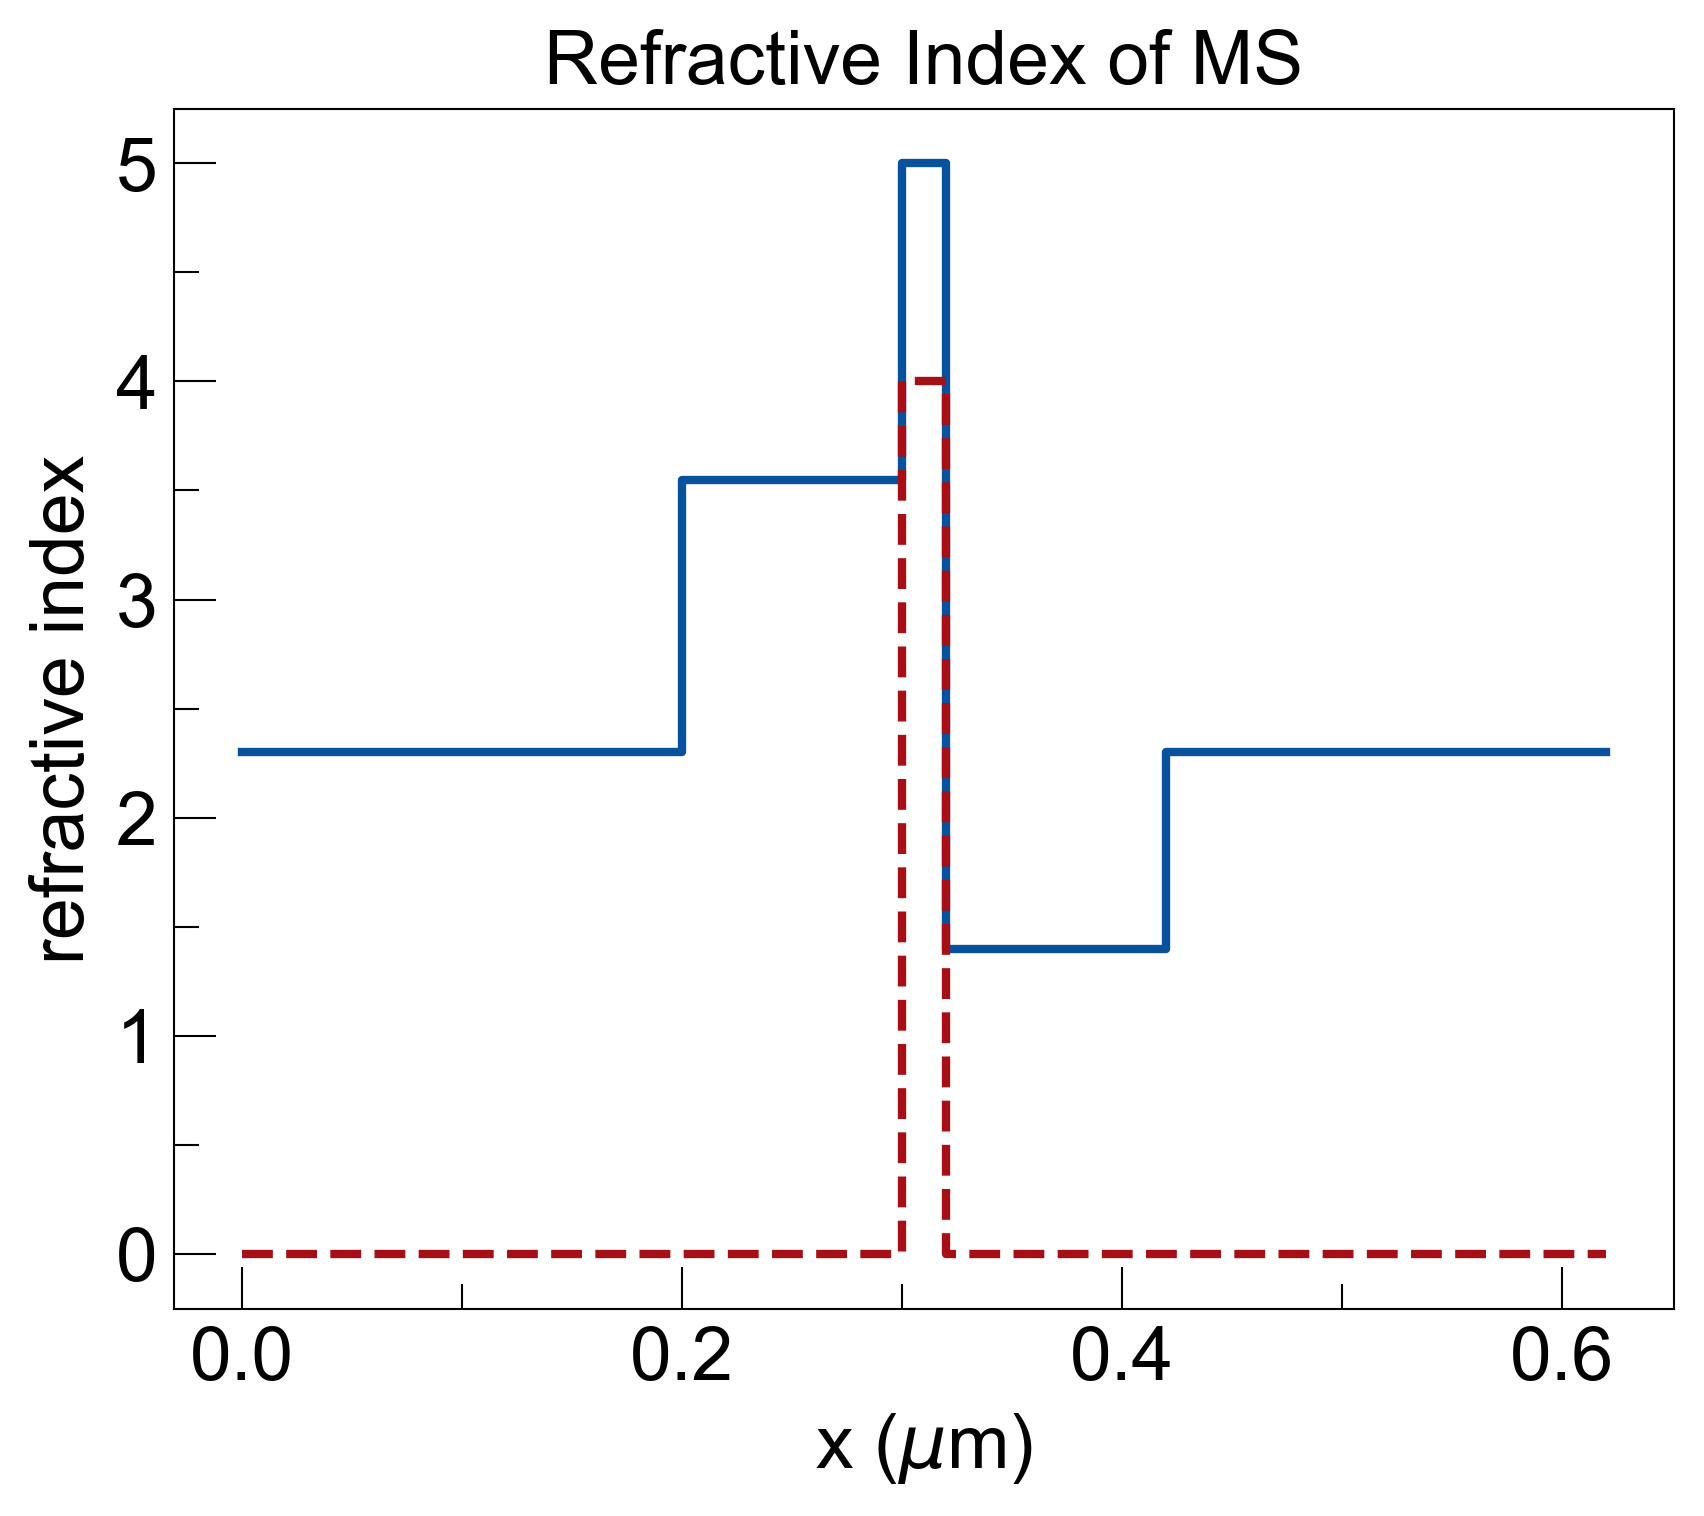 Refractive Index of MS
refractive index
5
4
3
2
1
0
0.0 0.2 0.4 0.6
x (μm)